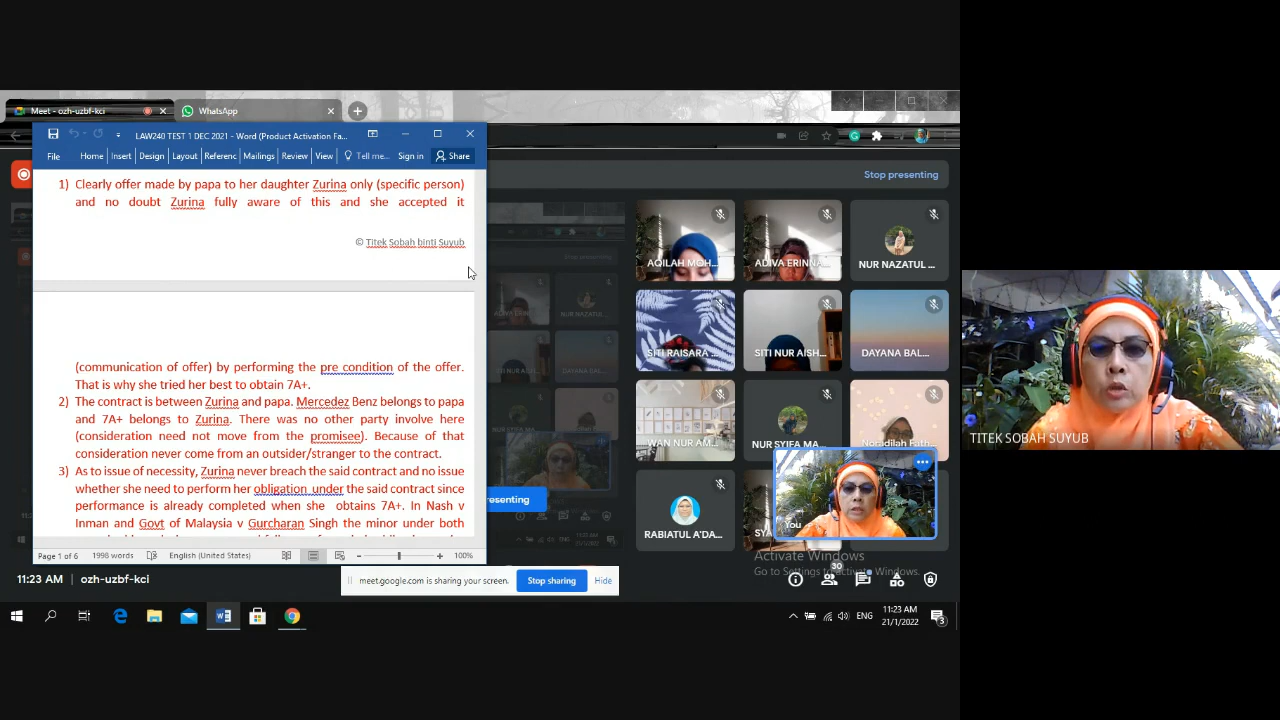 Meet - ozh-uzbf-kci
WhatsApp
LAW240 TEST 1 DEC 2021 - Word (Product Activation Fa...
File Home Insert Design Layout Referenc Mailings Review View Tell me... Sign in Share
1) Clearly offer made by papa to her daughter Zurina only (specific person)
and no doubt Zurina fully aware of this and she accepted it
© Titek Sobah binti Suyub
(communication of offer) by performing the pre condition of the offer.
That is why she tried her best to obtain 7A+.
2) The contract is between Zurina and papa. Mercedez Benz belongs to papa
and 7A+ belongs to Zurina. There was no other party involve here
(consideration need not move from the promisee). Because of that
consideration never come from an outsider/stranger to the contract.
3) As to issue of necessity, Zurina never breach the said contract and no issue
whether she need to perform her obligation under the said contract since
performance is already completed when she obtains 7A+. In Nash v
Inman and Govt of Malaysia v Gurcharan Singh the minor under both
Page 1 of 6 1998 words English (United States) 100%
Stop presenting
AQILAH MOH...
ADIVA ERINNA...
NUR NAZATUL ...
SITI RAISARA ...
SITI NUR AISH...
DAYANA BAL...
WAN NUR AM...
NUR SYIFA MA...
Noradilah Fath...
RABIATUL A'DA...
You
esenting
Activate Windows
Go to Settings to activate Windows.
11:23 AM ozh-uzbf-kci
30
meet.google.com is sharing your screen. Stop sharing Hide
ENG
11:23 AM
21/1/2022
3
TITEK SOBAH SUYUB